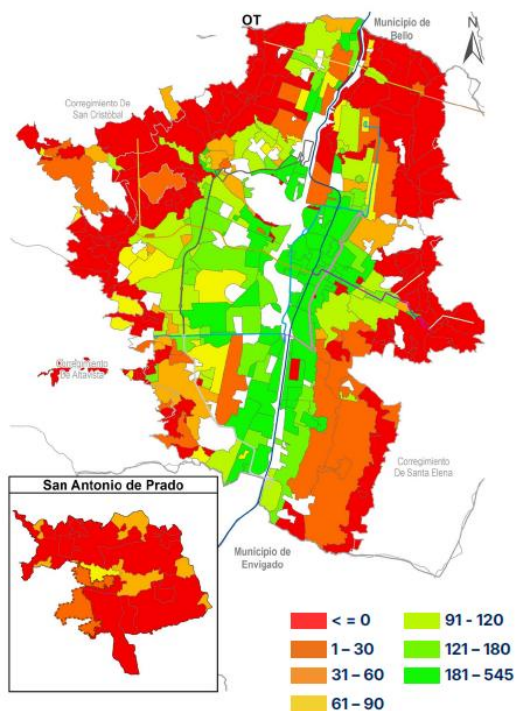 OT
Municipio de
Bello
Corregimiento De
San Cristóbal
Corregimiento
De Altavista
Corregimiento
De Santa Elena
San Antonio de Prado
Municipio de
Envigado
< = 0
91 - 120
1 – 30
121 – 180
31 – 60
181 – 545
61 – 90